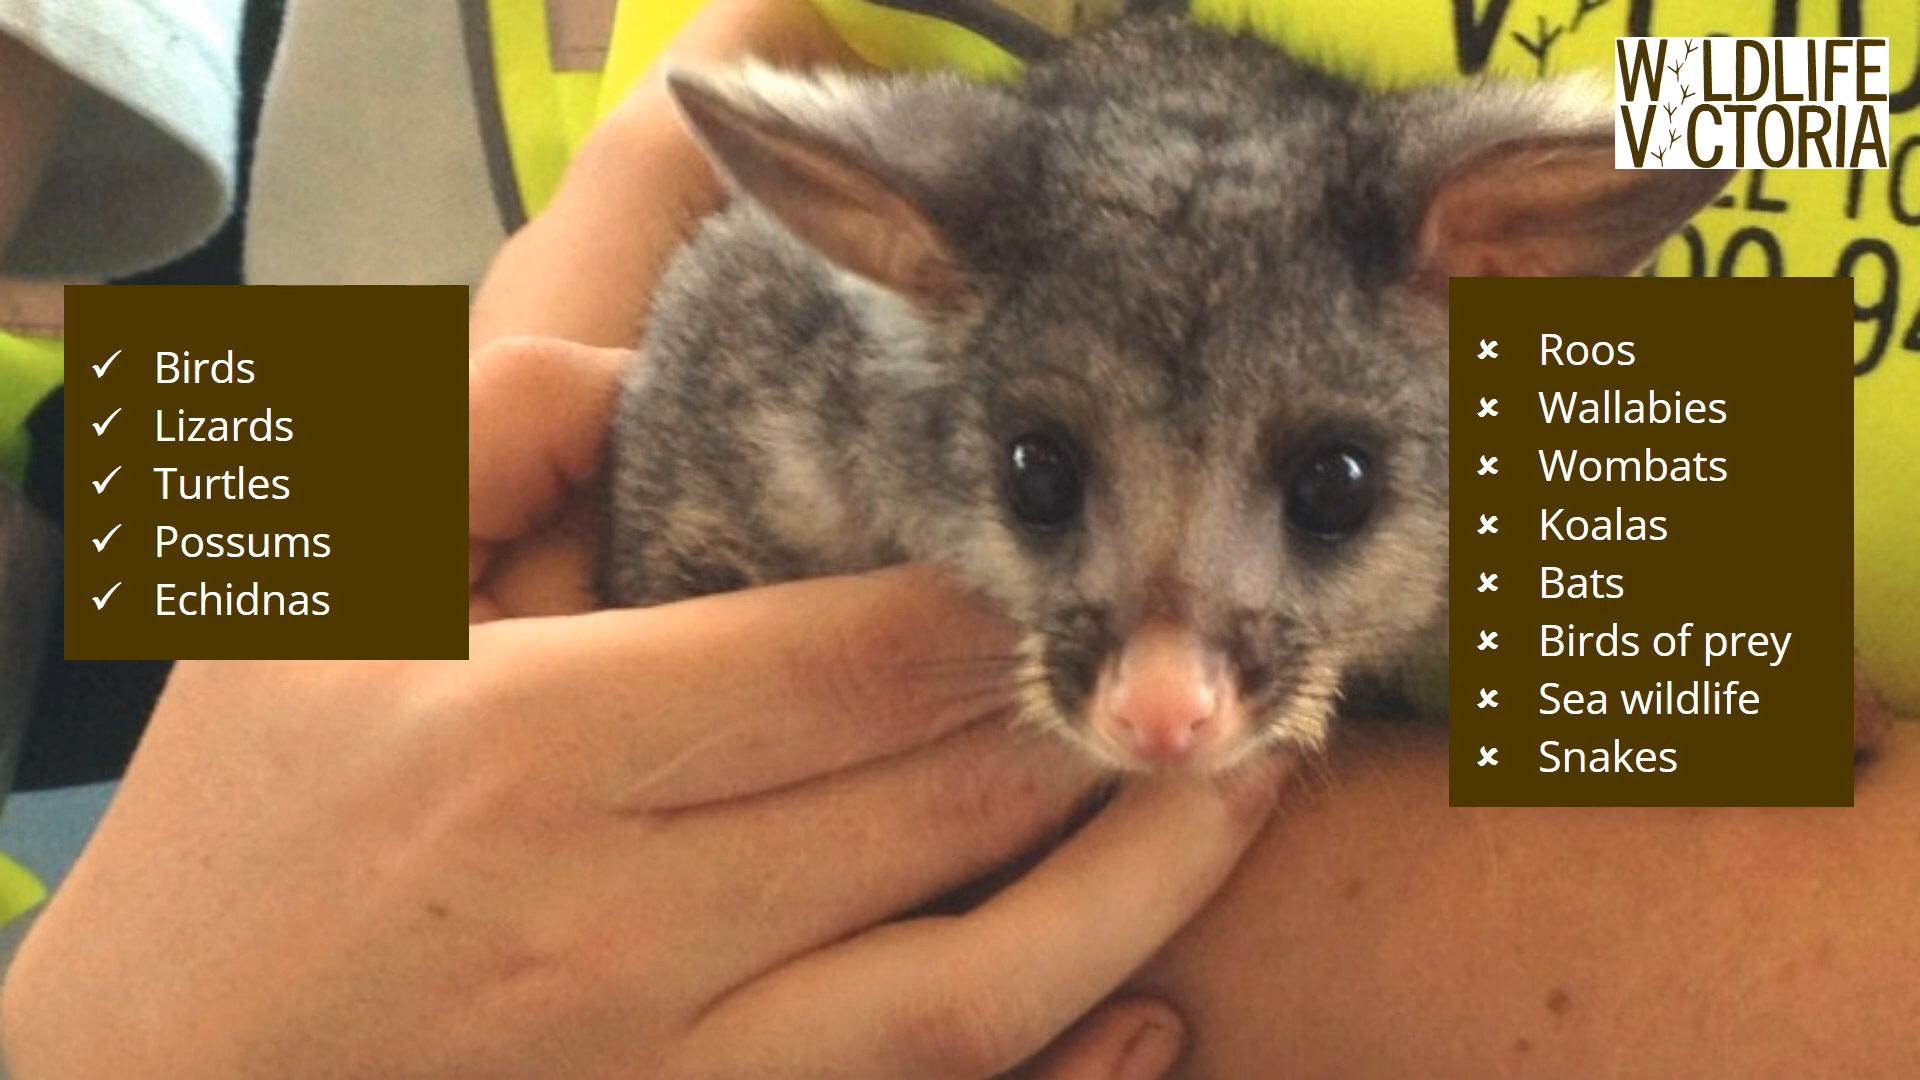 WILDLIFE
VICTORIA
✓ Birds
✓ Lizards
✓ Turtles
✓ Possums
✓ Echidnas
✘ Roos
✘ Wallabies
✘ Wombats
✘ Koalas
✘ Bats
✘ Birds of prey
✘ Sea wildlife
✘ Snakes